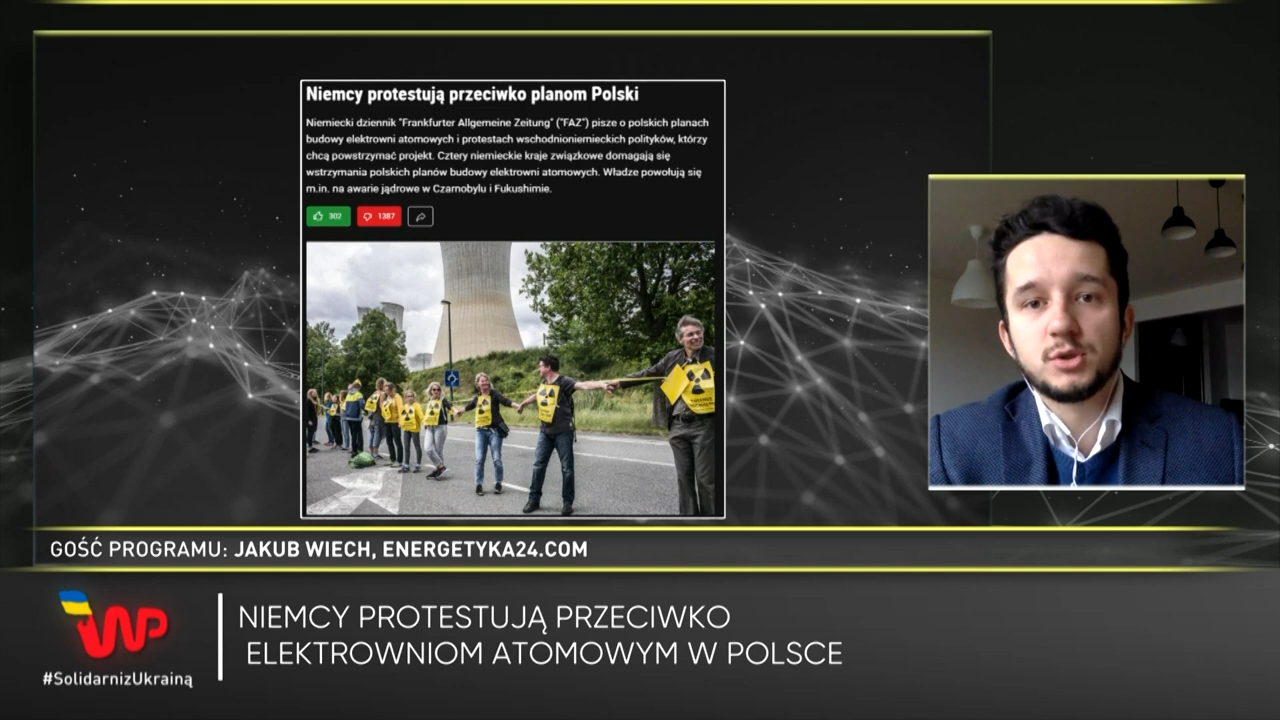 Niemcy protestują przeciwko planom Polski
Niemiecki dziennik "Frankfurter Allgemeine Zeitung" ("FAZ") pisze o polskich planach
budowy elektrowni atomowych i protestach wschodnioniemieckich polityków, którzy
chcą powstrzymać projekt. Cztery niemieckie kraje związkowe domagają się
wstrzymania polskich planów budowy elektrowni atomowych. Władze powołują się
m.in. na awarie jądrowe w Czarnobylu i Fukushimie.
302 1387
GOŚĆ PROGRAMU: JAKUB WIECH, ENERGETYKA24.COM
WP
#SolidarnizUkrainą
NIEMCY PROTESTUJĄ PRZECIWKO
ELEKTROWNIOM ATOMOWYM W POLSCE